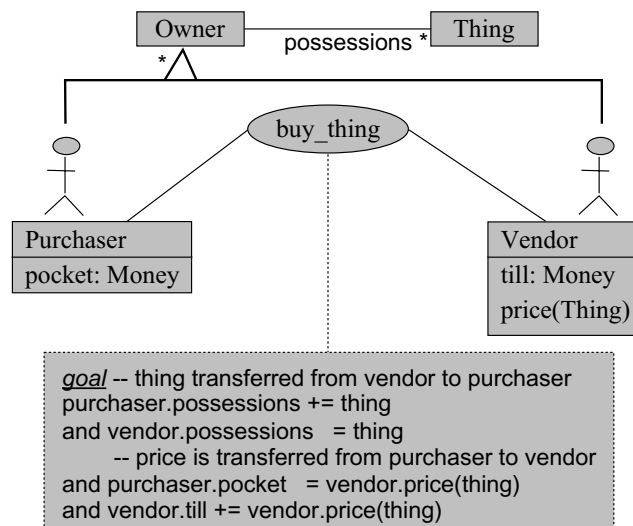 Owner
Thing
possessions *
*
buy_thing
Purchaser
pocket: Money
Vendor
till: Money
price(Thing)
goal -- thing transferred from vendor to purchaser
purchaser.possessions += thing
and vendor.possessions = thing
-- price is transferred from purchaser to vendor
and purchaser.pocket = vendor.price(thing)
and vendor.till += vendor.price(thing)